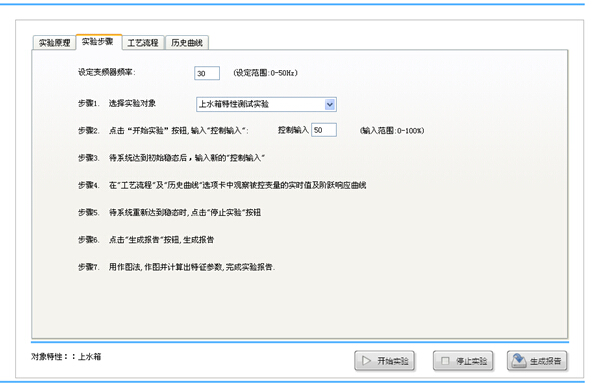 实验原理 实验步骤 工艺流程 历史曲线
设定变频器频率: 30 (设定范围:0-50Hz)
步骤1. 选择实验对象 上水箱特性测试实验
步骤2. 点击“开始实验”按钮,输入“控制输入”: 控制输入 50 (输入范围:0-100%)
步骤3. 待系统达到初始稳态后，输入新的“控制输入”
步骤4. 在“工艺流程”及“历史曲线”选项卡中观察被控变量的实时值及阶跃响应曲线
步骤5. 待系统重新达到稳态时,点击“停止实验”按钮
步骤6. 点击“生成报告”按钮,生成报告
步骤7. 用作图法,作图并计算出特征参数,完成实验报告.
对象特性：：上水箱 开始实验 停止实验 生成报告